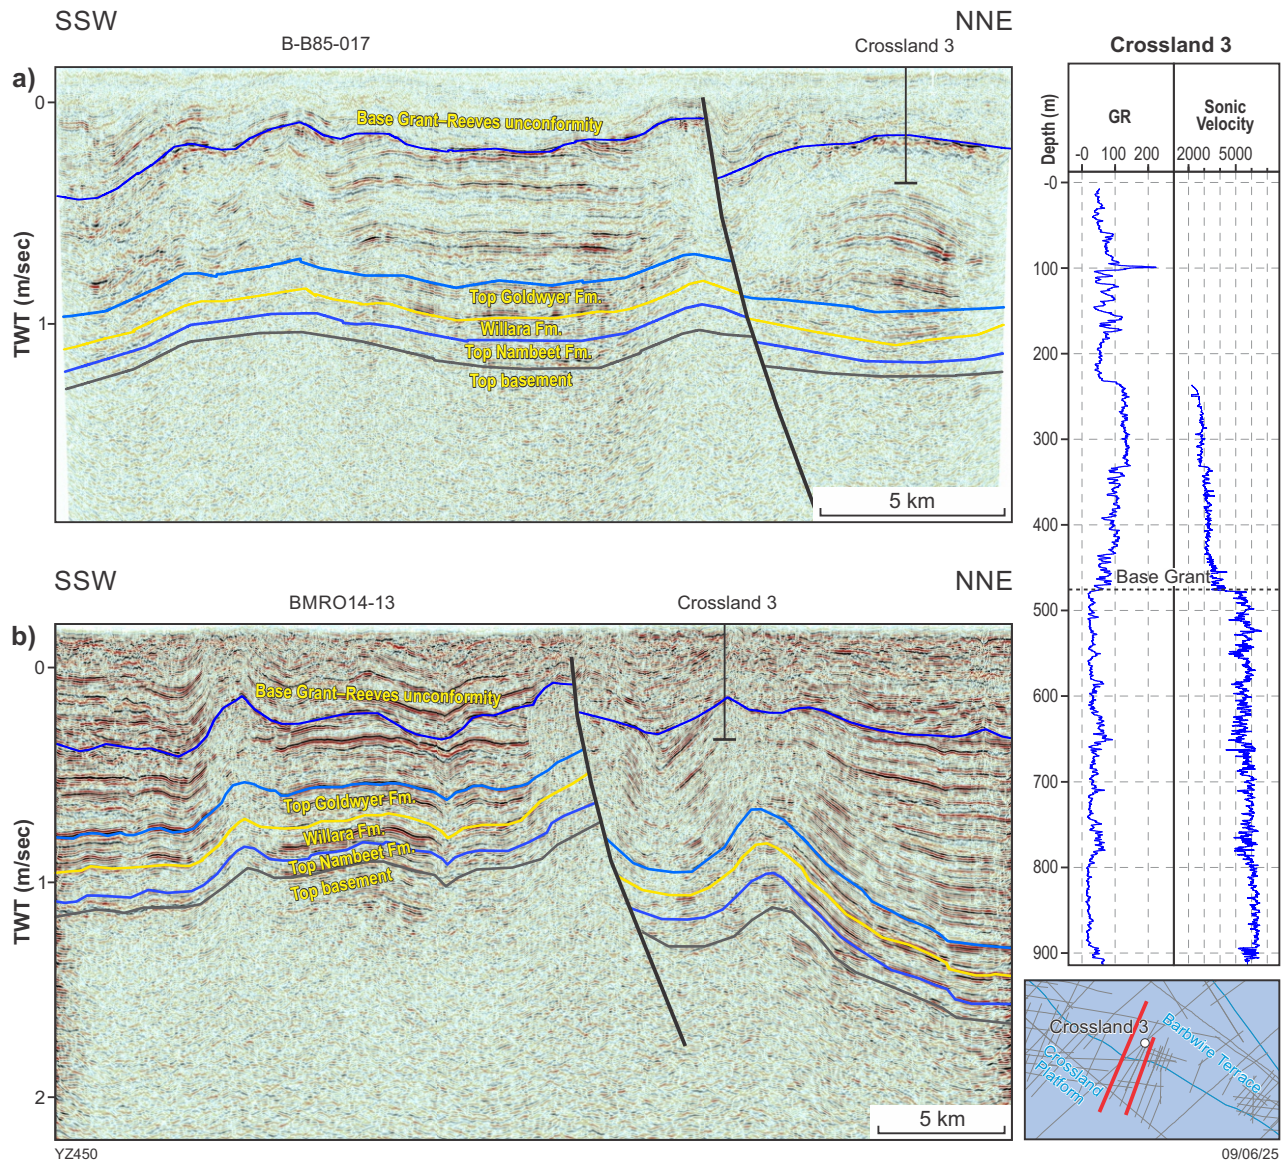 SSW
NNE
B-B85-017
Crossland 3
a)
0
1
TWT (m/sec)
Base Grant–Reeves unconformity
Top Goldwyer Fm.
Willara Fm.
Top Nambeet Fm.
Top basement
5 km
SSW
NNE
BMRO14-13
Crossland 3
b)
0
1
2
TWT (m/sec)
Base Grant–Reeves unconformity
Top Goldwyer Fm.
Willara Fm.
Top Nambeet Fm.
Top basement
5 km
Crossland 3
Depth (m)
GR
Sonic
Velocity
-0 100 200
2000 5000
-0
100
200
300
400
Base Grant
500
600
700
800
900
Crossland 3
Barbwire Terrace
Crossland
Platform
YZ450
09/06/25